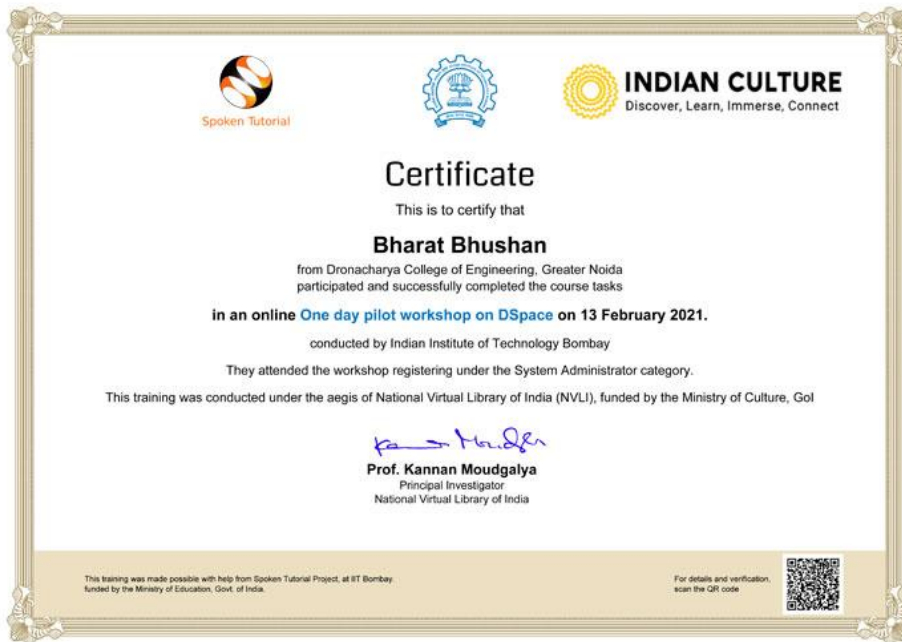 Spoken Tutorial
INDIAN CULTURE
Discover, Learn, Immerse, Connect
Certificate
This is to certify that
Bharat Bhushan
from Dronacharya College of Engineering, Greater Noida
participated and successfully completed the course tasks
in an online One day pilot workshop on DSpace on 13 February 2021.
conducted by Indian Institute of Technology Bombay
They attended the workshop registering under the System Administrator category.
This training was conducted under the aegis of National Virtual Library of India (NVLI), funded by the Ministry of Culture, GoI
Prof. Kannan Moudgalya
Principal Investigator
National Virtual Library of India
This training was made possible with help from Spoken Tutorial Project, at IIT Bombay.
funded by the Ministry of Education, Govt. of India.
For details and verification,
scan the QR code